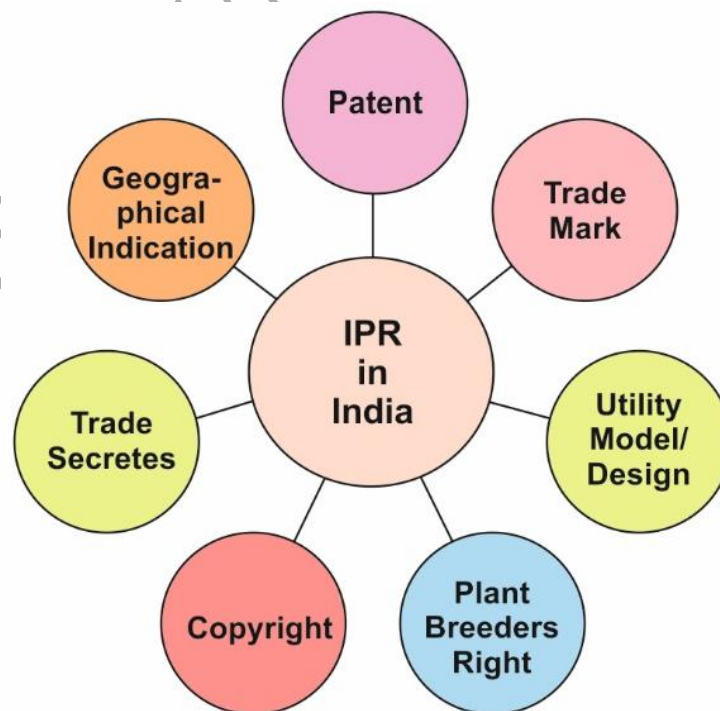 Patent
Trade
Mark
Utility
Model/
Design
Plant
Breeders
Right
Copyright
Trade
Secretes
Geogra-
phical
Indication
IPR
in
India